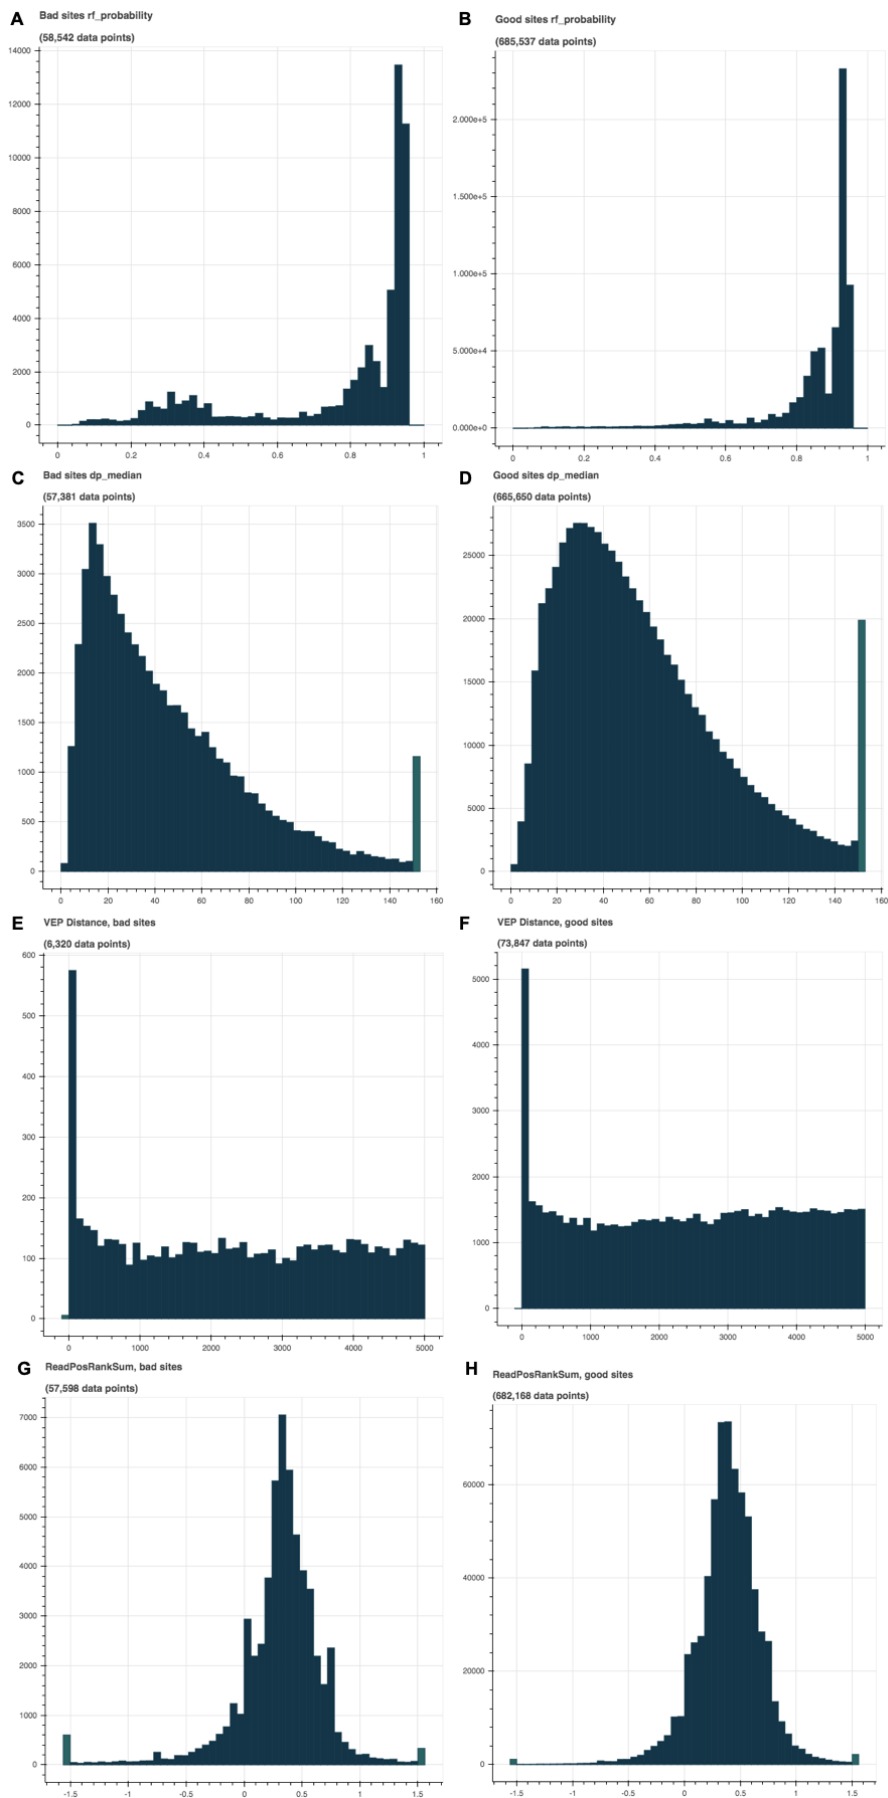 A
Bad sites rf_probability
(58,542 data points)
14000
12000
10000
8000
6000
4000
2000
0
0 0.2 0.4 0.6 0.8 1
B
Good sites rf_probability
(685,537 data points)
2.000e+5
1.500e+5
1.000e+5
5.000e+4
0.000e+0
0 0.2 0.4 0.6 0.8 1
C
Bad sites dp_median
(57,381 data points)
3500
3000
2500
2000
1500
1000
500
0
0 20 40 60 80 100 120 140 160
D
Good sites dp_median
(665,650 data points)
25000
20000
15000
10000
5000
0
0 20 40 60 80 100 120 140 160
E
VEP Distance, bad sites
(6,320 data points)
600
500
400
300
200
100
0
0 1000 2000 3000 4000 5000
F
VEP Distance, good sites
(73,847 data points)
5000
4000
3000
2000
1000
0
0 1000 2000 3000 4000 5000
G
ReadPosRankSum, bad sites
(57,598 data points)
7000
6000
5000
4000
3000
2000
1000
0
-1.5 -1 -0.5 0 0.5 1 1.5
H
ReadPosRankSum, good sites
(682,168 data points)
60000
40000
20000
0
-1.5 -1 -0.5 0 0.5 1 1.5